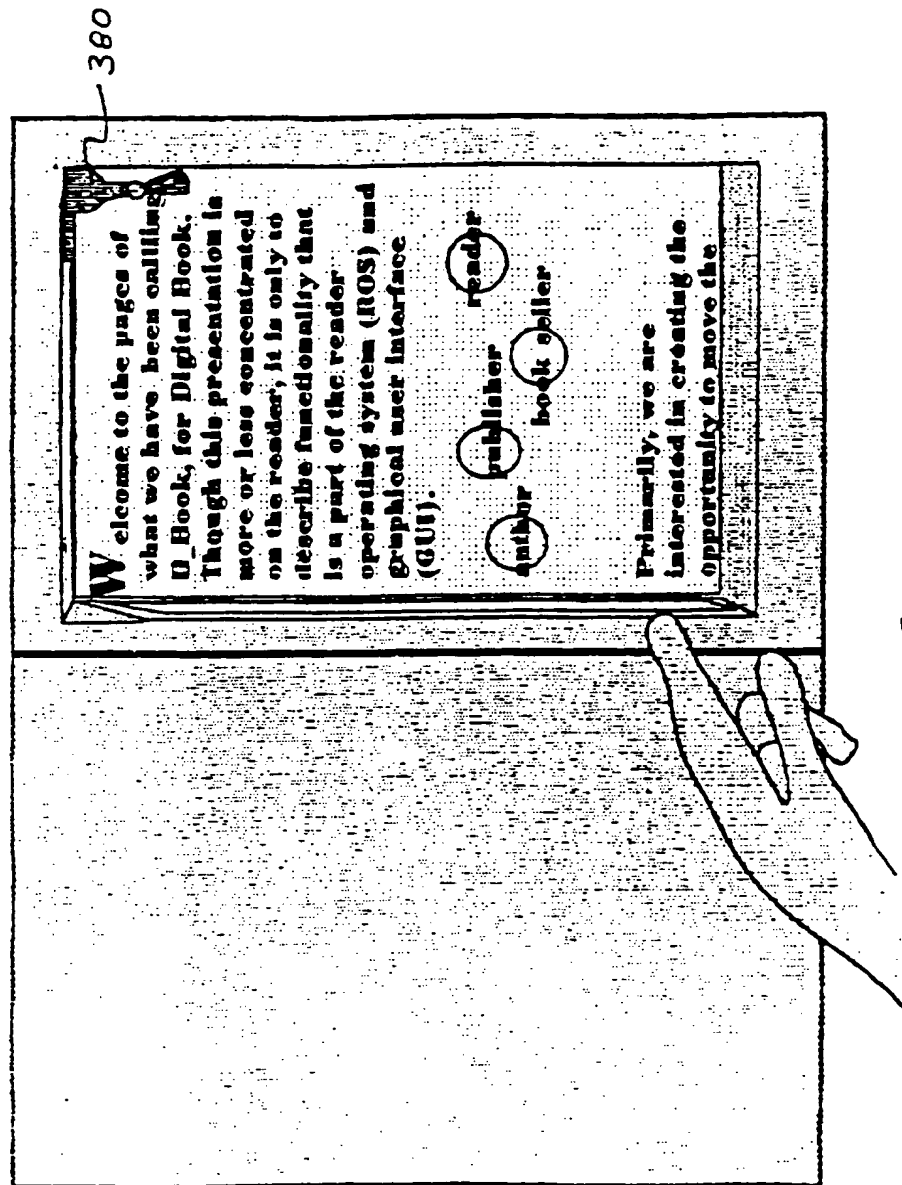 380
Welcome to the pages of
what we have been callling
D_Book, for Digital Book.
Though this presentation is
more or less concentrated
on the reader, it is only to
describe functionality that
is a part of the reader
operating system (ROS) and
graphical user interface
(GUI).
author publisher book seller reader
Primarily, we are
interested in creating the
opportunity to move the